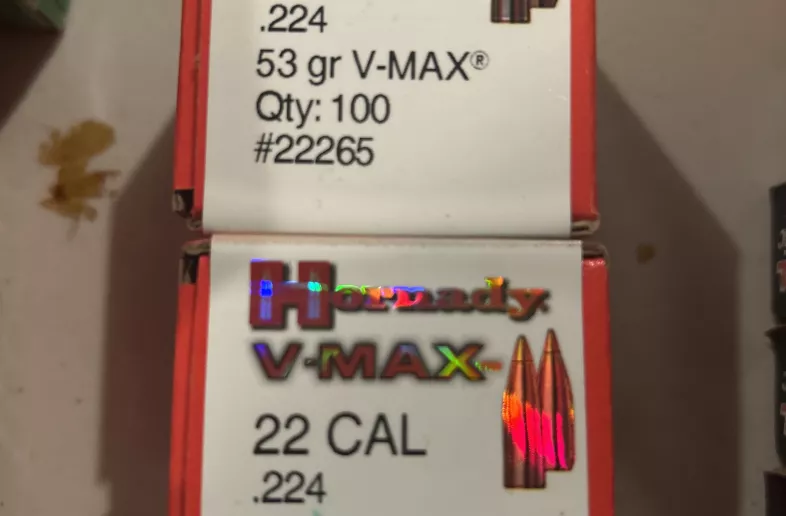 .224
53 gr V-MAX®
Qty: 100
#22265
Hornady
V-MAX
22 CAL
.224